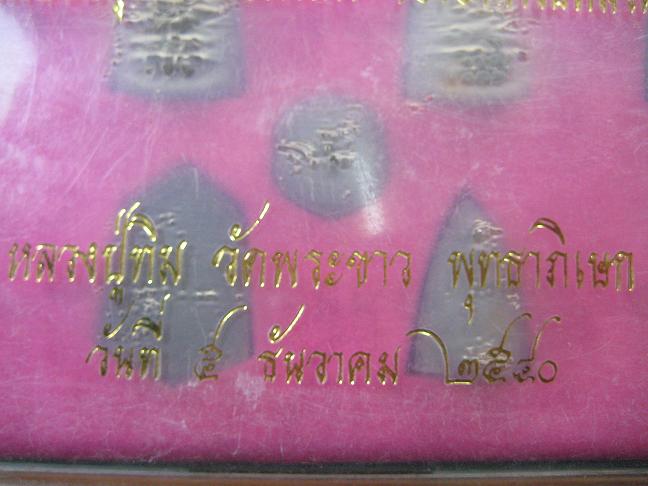 หลวงปู่ทิม วัดพระขาว พุทธาภิเษก
วันที่ ๕ ธันวาคม ๒๕๔๐